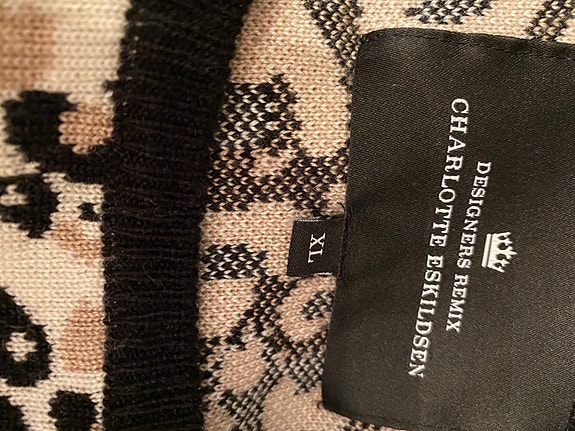 DESIGNERS REMIX
CHARLOTTE ESKILDSEN
XL